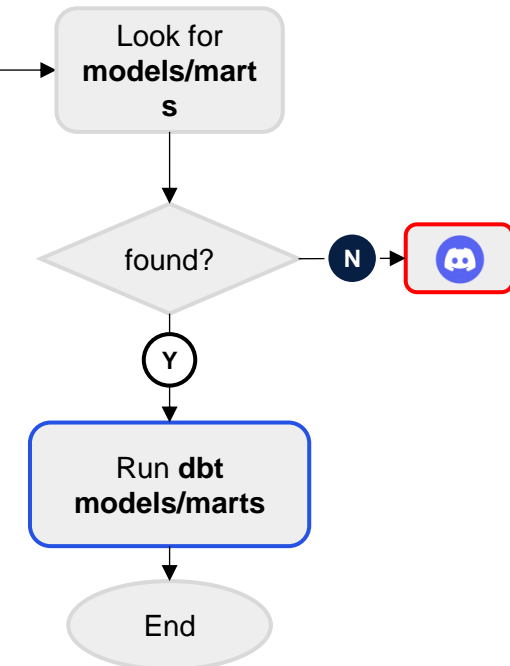 Look for
models/mart
s
found?
N
Y
Run dbt
models/marts
End